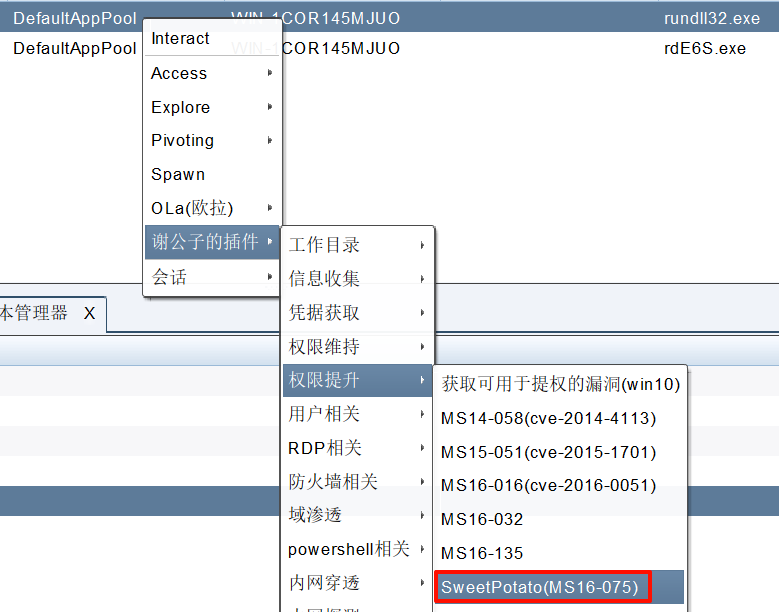 DefaultAppPool WIN-1COR145MJUO rundll32.exe
DefaultAppPool WIN-1COR145MJUO rdE6S.exe
Interact
Access
Explore
Pivoting
Spawn
OLa(欧拉)
谢公子的插件
会话
本管理器 X
工作目录
信息收集
凭据获取
权限维持
权限提升
用户相关
RDP相关
防火墙相关
域渗透
powershell相关
内网穿透
获取可用于提权的漏洞(win10)
MS14-058(cve-2014-4113)
MS15-051(cve-2015-1701)
MS16-016(cve-2016-0051)
MS16-032
MS16-135
SweetPotato(MS16-075)